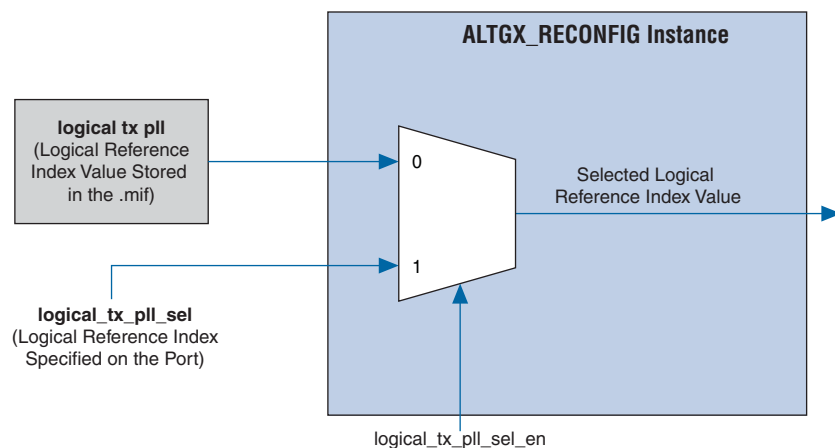 ALTGX_RECONFIG Instance
logical tx pll
(Logical Reference
Index Value Stored
in the .mif)
0
Selected Logical
Reference Index Value
1
logical_tx_pll_sel
(Logical Reference Index
Specified on the Port)
logical_tx_pll_sel_en